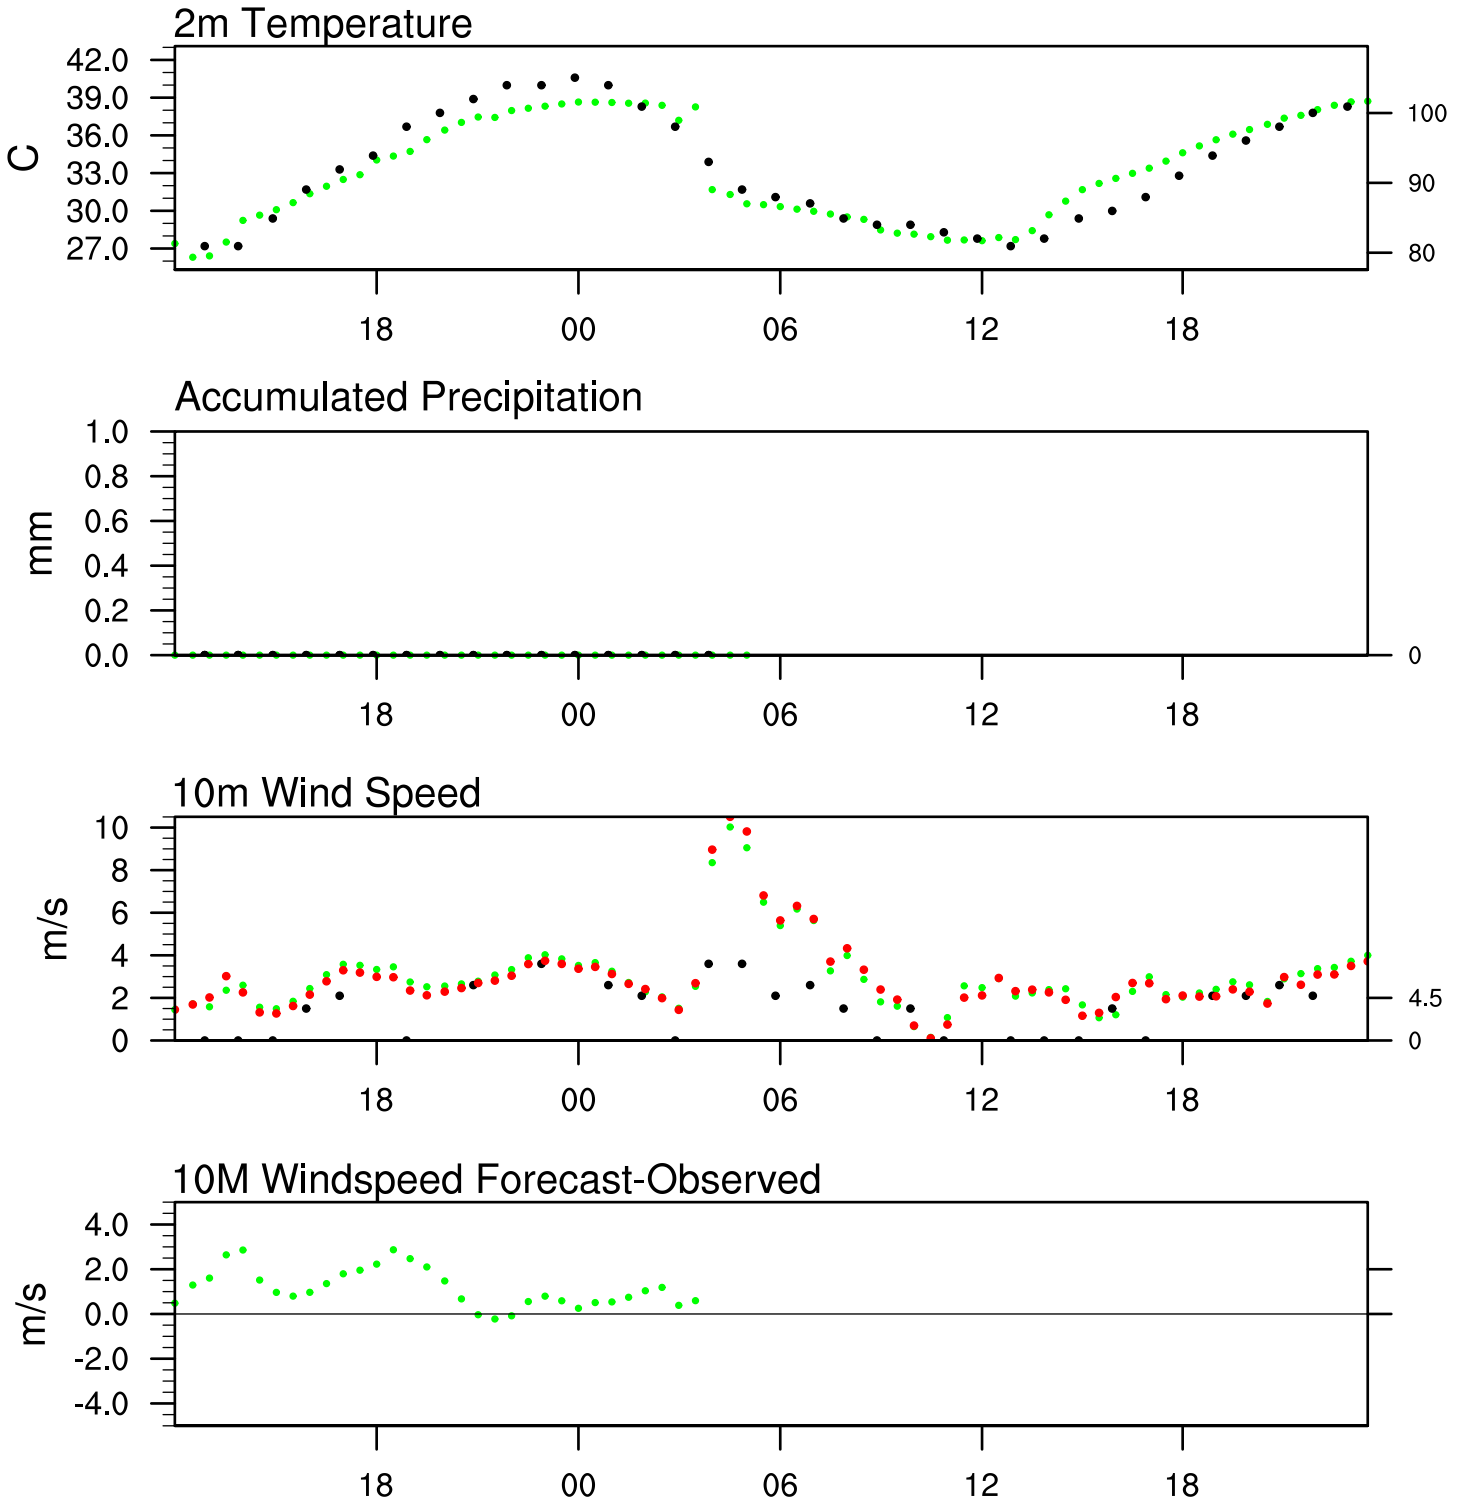 2m Temperature
42.0
39.0
36.0
33.0
30.0
27.0
C
100
90
80
18 00 06 12 18
Accumulated Precipitation
1.0
0.8
0.6
0.4
0.2
0.0
mm
0
18 00 06 12 18
10m Wind Speed
10
8
6
4
2
0
m/s
4.5
0
18 00 06 12 18
10M Windspeed Forecast-Observed
4.0
2.0
0.0
-2.0
-4.0
m/s
18 00 06 12 18